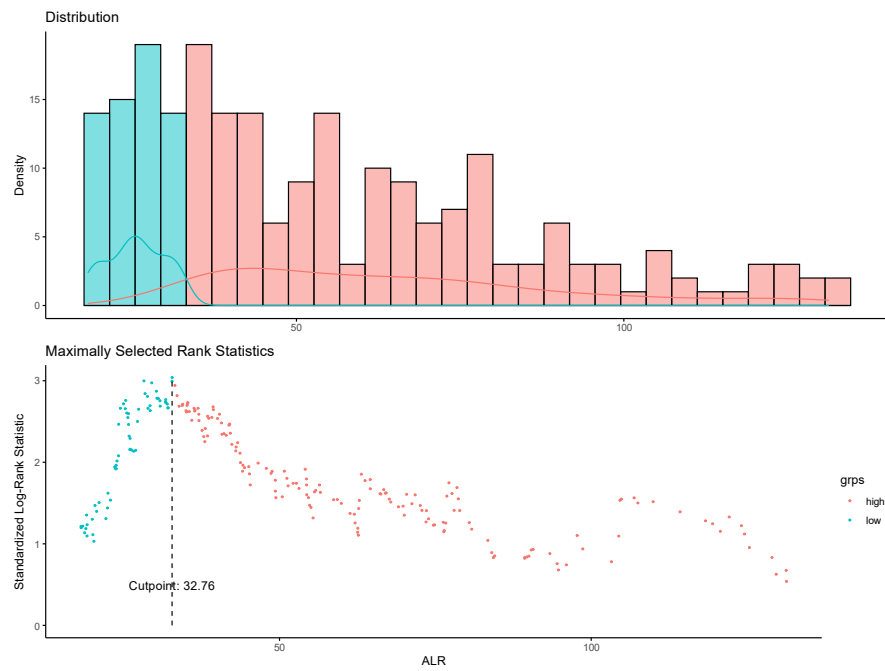 Distribution
Density
15
10
5
0
50
100
Maximally Selected Rank Statistics
Standardized Log-Rank Statistic
3
2
1
0
Cutpoint: 32.76
50
100
ALR
grps
high
low